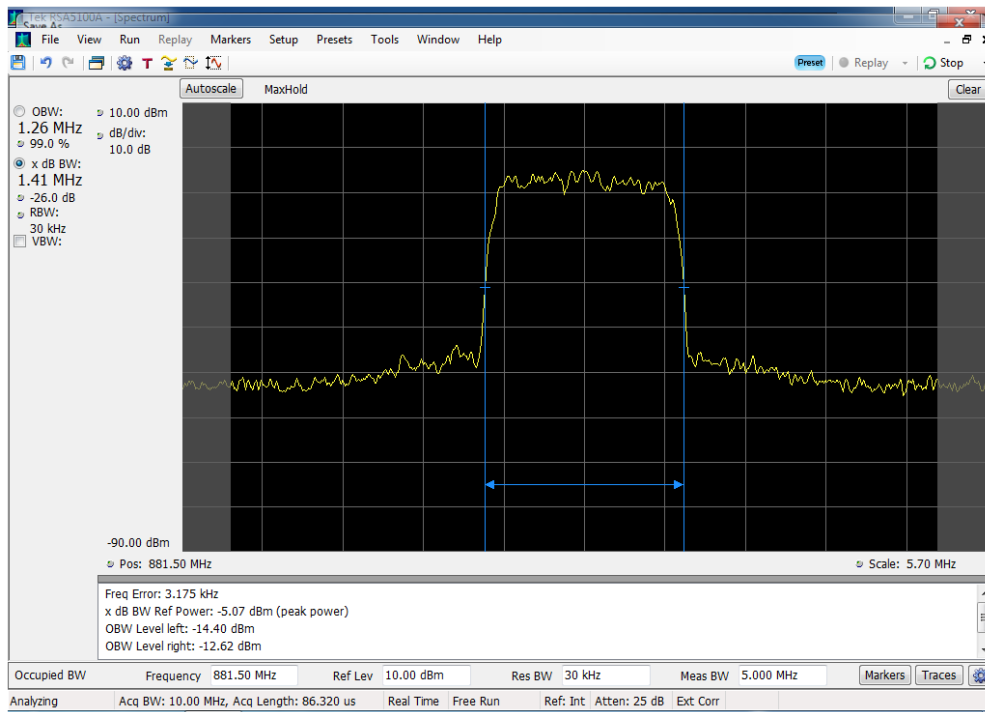 Tek RSA5100A - [Spectrum]
Save As
File View Run Replay Markers Setup Presets Tools Window Help
Preset Replay Stop
Autoscale MaxHold Clear
OBW:
1.26 MHz
99.0 %
x dB BW:
1.41 MHz
-26.0 dB
RBW:
30 kHz
VBW:
10.00 dBm
dB/div:
10.0 dB
-90.00 dBm
Pos: 881.50 MHz Scale: 5.70 MHz
Freq Error: 3.175 kHz
x dB BW Ref Power: -5.07 dBm (peak power)
OBW Level left: -14.40 dBm
OBW Level right: -12.62 dBm
Occupied BW Frequency 881.50 MHz Ref Lev 10.00 dBm Res BW 30 kHz Meas BW 5.000 MHz Markers Traces
Analyzing Acq BW: 10.00 MHz, Acq Length: 86.320 us Real Time Free Run Ref: Int Atten: 25 dB Ext Corr